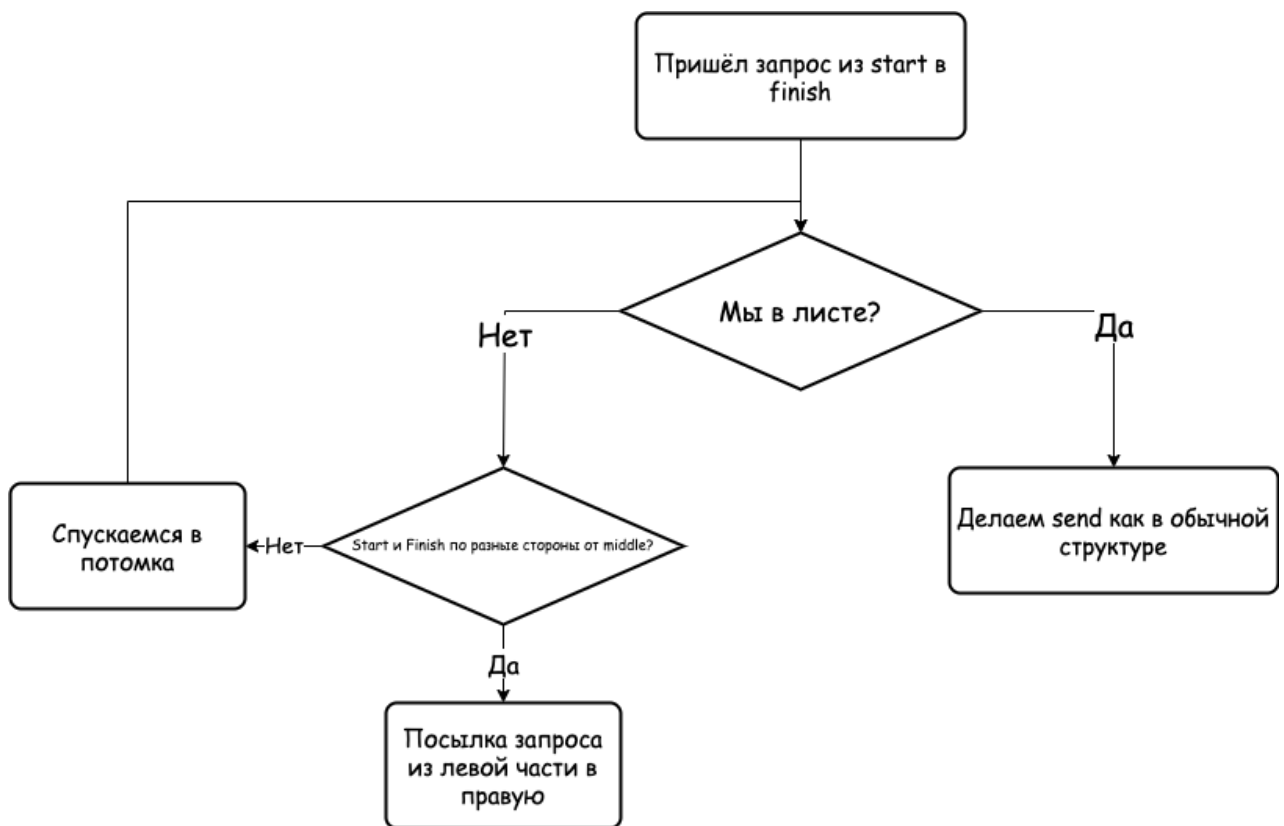 Пришёл запрос из start в
finish
Мы в листе?
Нет
Да
Спускаемся в
потомка
Нет
Start и Finish по разные стороны от middle?
Делаем send как в обычной
структуре
Да
Посылка запроса
из левой части в
правую